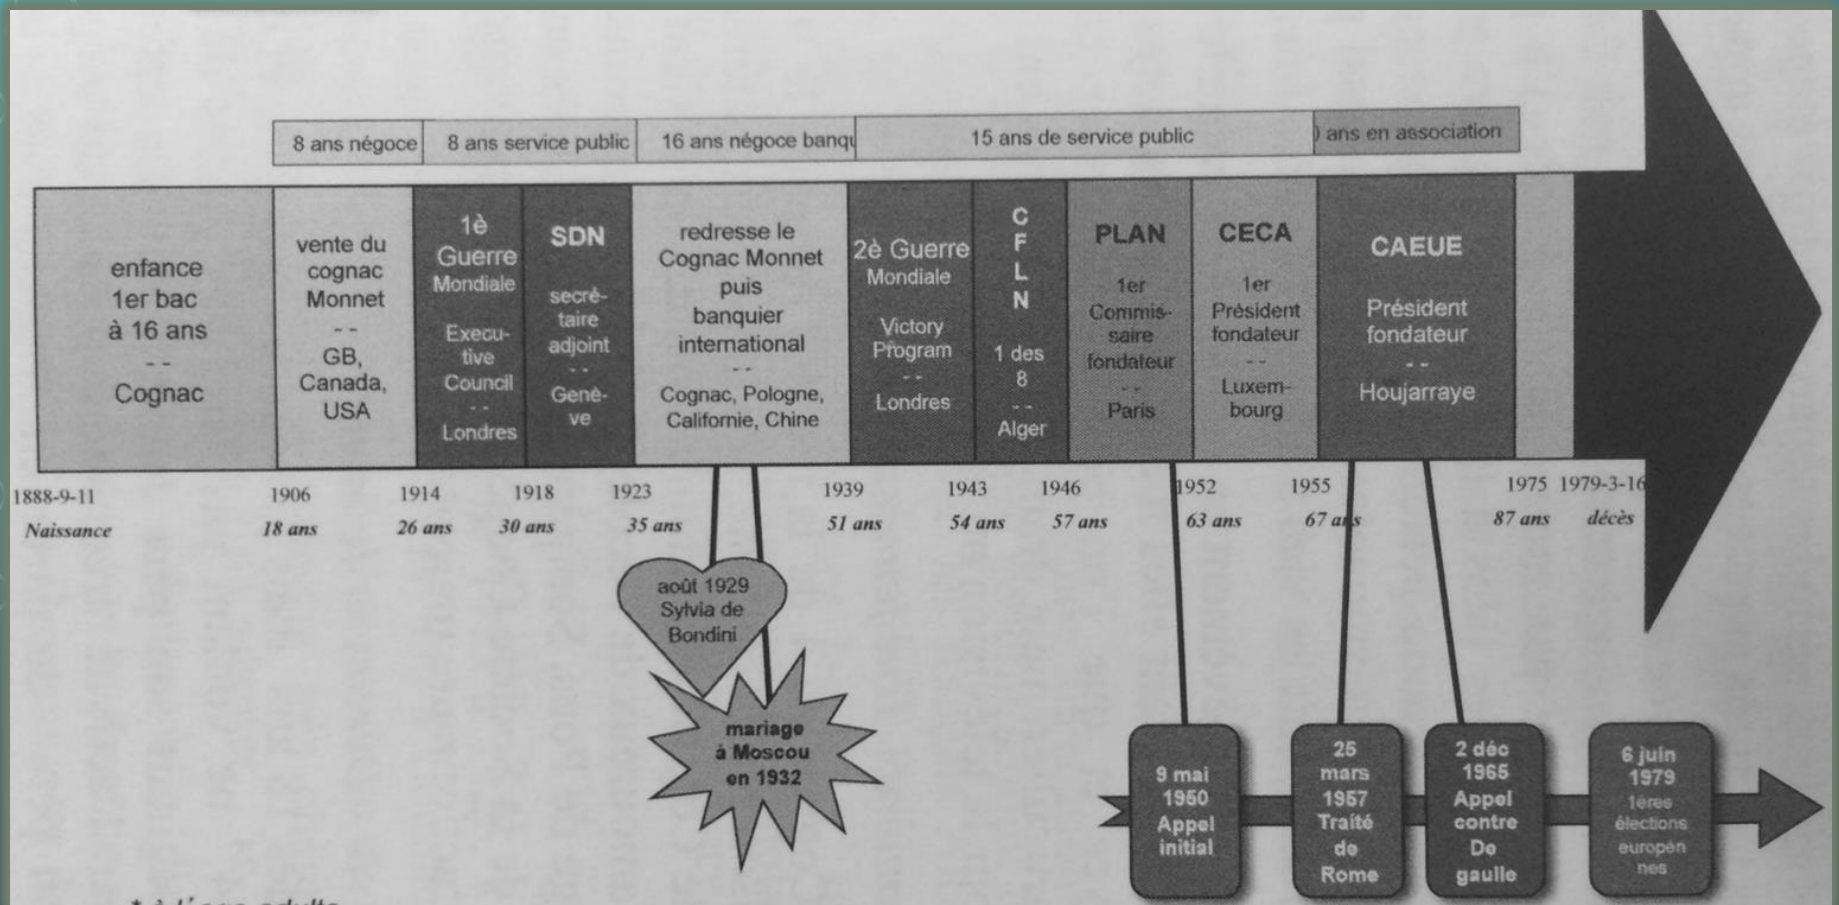 8 ans négoce
8 ans service public
16 ans négoce banqu
15 ans de service public
) ans en association
enfance
1er bac
à 16 ans
--
Cognac
vente du
cognac
Monnet
--
GB,
Canada,
USA
1è
Guerre
Mondiale
Execu-
tive
Council
--
Londres
SDN
secré-
taire
adjoint
--
Genè-
ve
redresse le
Cognac Monnet
puis
banquier
international
--
Cognac, Pologne,
Californie, Chine
2è Guerre
Mondiale
Victory
Program
--
Londres
C
F
L
N
1 des
8
--
Alger
PLAN
1er
Commis-
saire
fondateur
--
Paris
CECA
1er
Président
fondateur
--
Luxem-
bourg
CAEUE
Président
fondateur
--
Houjarraye
1888-9-11
1906
1914
1918
1923
1939
1943
1946
1952
1955
1975
1979-3-16
Naissance
18 ans
26 ans
30 ans
35 ans
51 ans
54 ans
57 ans
63 ans
67 ans
87 ans
décès
août 1929
Sylvia de
Bondini
mariage
à Moscou
en 1932
9 mai
1950
Appel
initial
25
mars
1957
Traité
de
Rome
2 déc
1965
Appel
contre
De
gaulle
6 juin
1979
1ères
élections
europén
nes